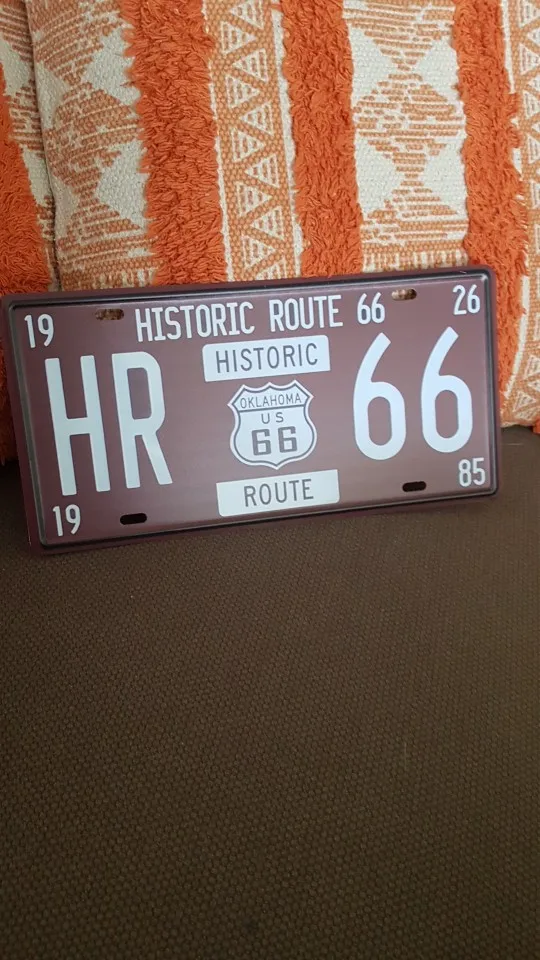 19 HISTORIC ROUTE 66 26
HISTORIC
HR 66
OKLAHOMA
US
66
ROUTE
19 85